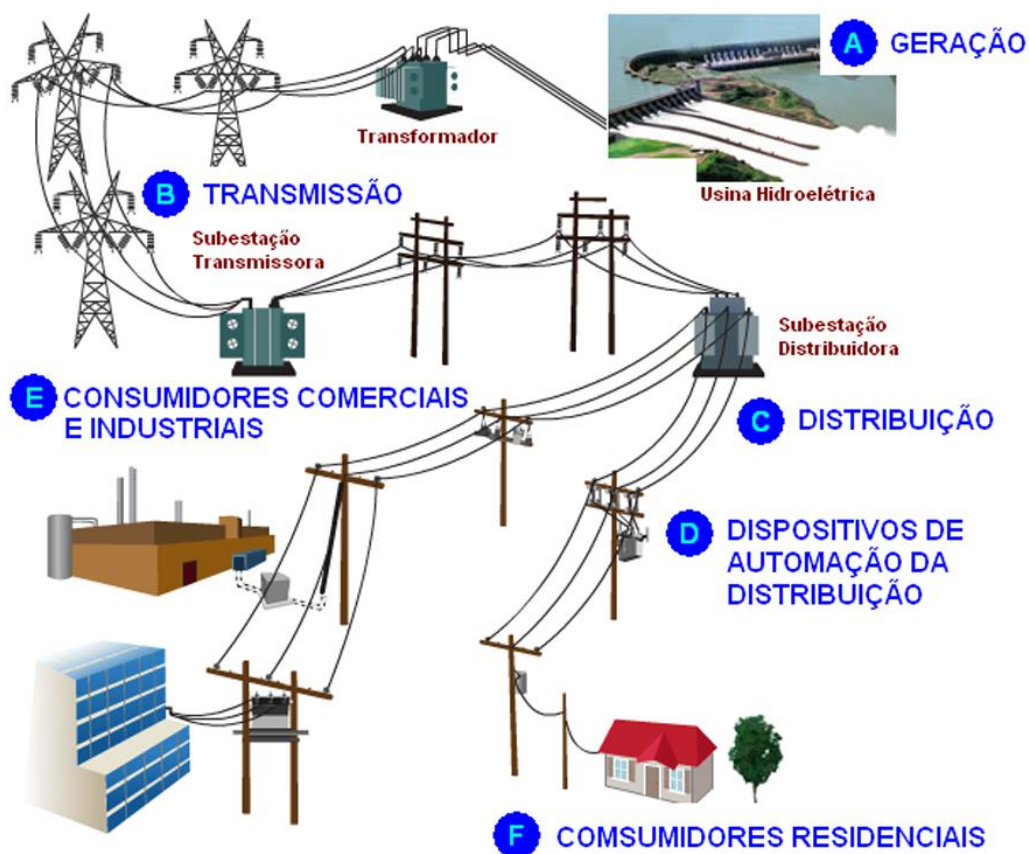 A GERAÇÃO
Transformador
Usina Hidroelétrica
B TRANSMISSÃO
Subestação
Transmissora
Subestação
Distribuidora
E CONSUMIDORES COMERCIAIS
E INDUSTRIAIS
C DISTRIBUIÇÃO
D DISPOSITIVOS DE
AUTOMAÇÃO DA
DISTRIBUIÇÃO
F COMSUMIDORES RESIDENCIAIS